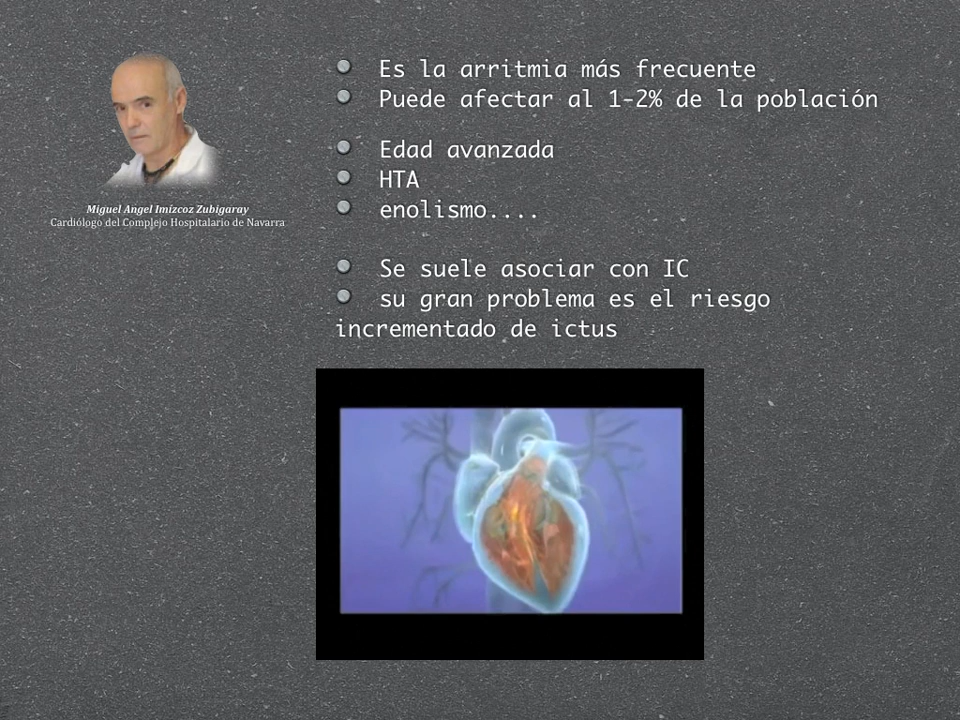 Miguel Angel Imízcoz Zubigaray
Cardiólogo del Complejo Hospitalario de Navarra
Es la arritmia más frecuente
Puede afectar al 1-2% de la población
Edad avanzada
HTA
enolismo....
Se suele asociar con IC
su gran problema es el riesgo
incrementado de ictus